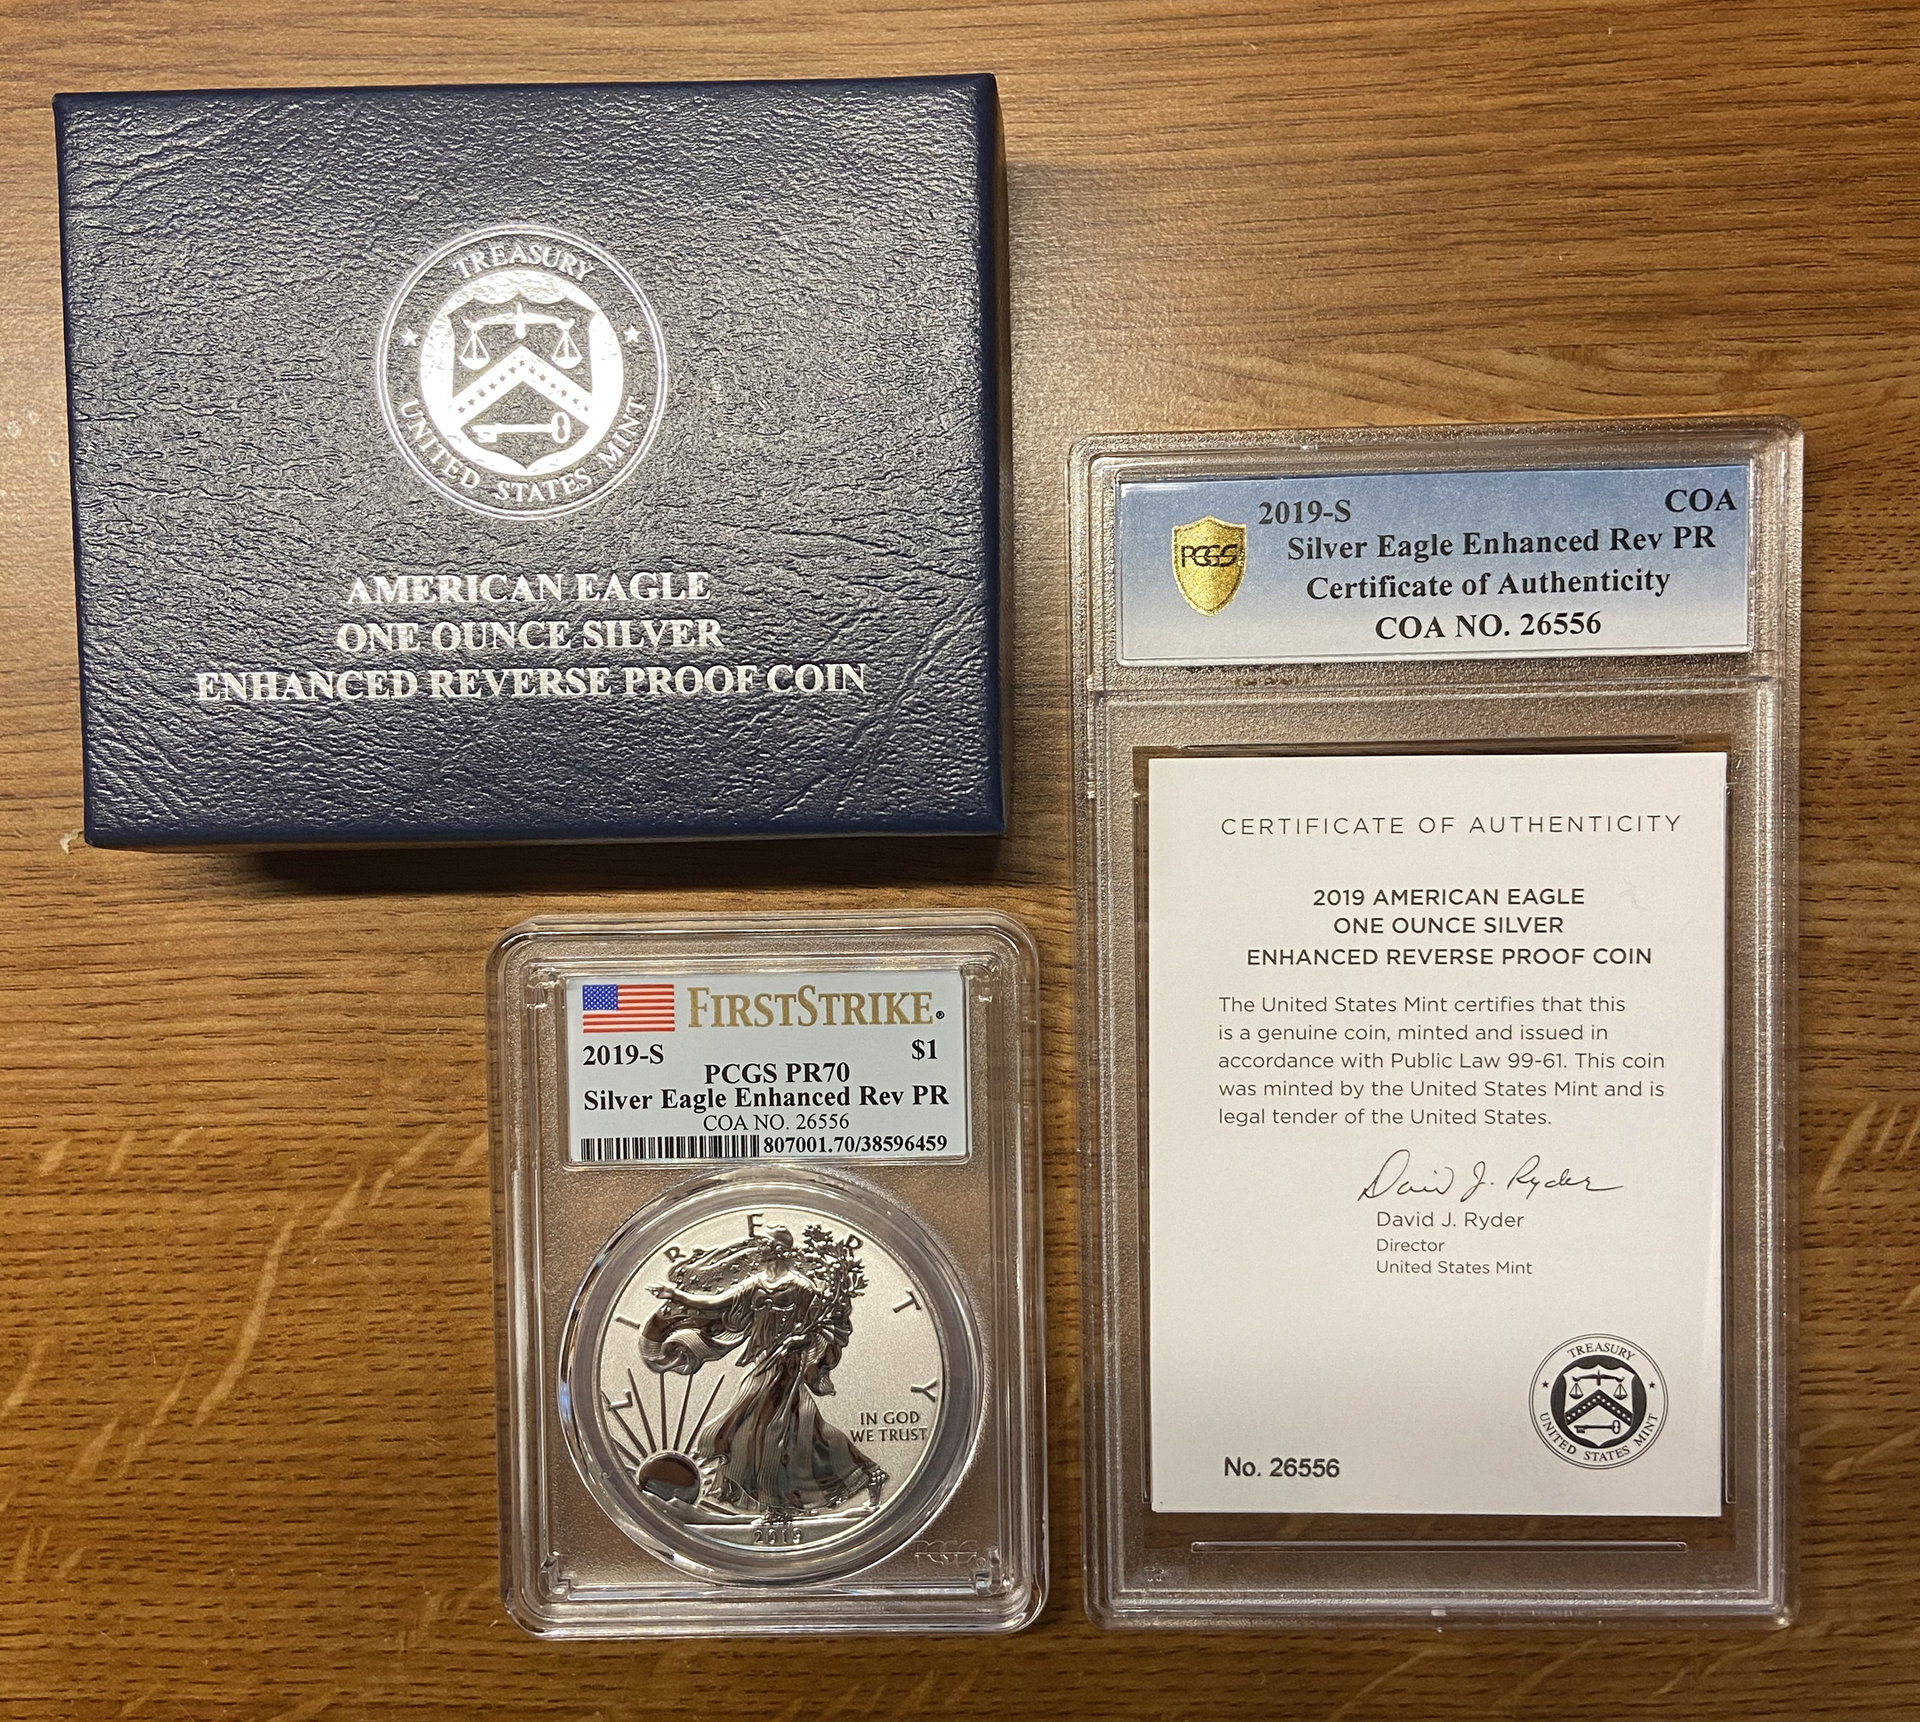 TREASURY
UNITED STATES MINT
AMERICAN EAGLE
ONE OUNCE SILVER
ENHANCED REVERSE PROOF COIN
2019-S COA
PCGS
Silver Eagle Enhanced Rev PR
Certificate of Authenticity
COA NO. 26556
CERTIFICATE OF AUTHENTICITY
2019 AMERICAN EAGLE
ONE OUNCE SILVER
ENHANCED REVERSE PROOF COIN
The United States Mint certifies that this
is a genuine coin, minted and issued in
accordance with Public Law 99-61. This coin
was minted by the United States Mint and is
legal tender of the United States.
David J. Ryder
David J. Ryder
Director
United States Mint
TREASURY
UNITED STATES MINT
No. 26556
FIRSTSTRIKE®
2019-S $1
PCGS PR70
Silver Eagle Enhanced Rev PR
COA NO. 26556
807001.70/38596459
LIBERTY
IN GOD
WE TRUST
2019
PCGS